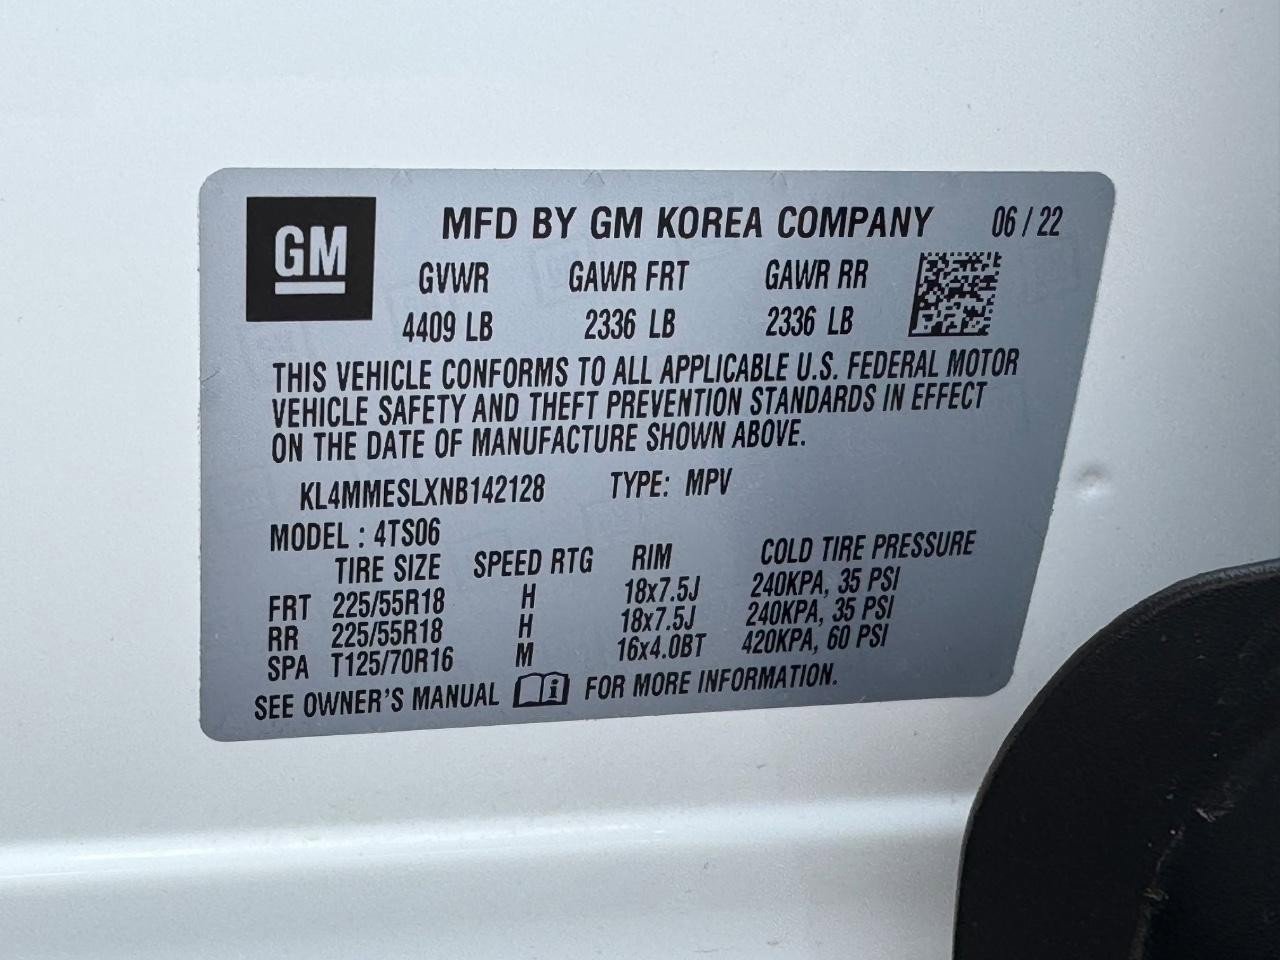 GM
MFD BY GM KOREA COMPANY 06/22
GVWR GAWR FRT GAWR RR
4409 LB 2336 LB 2336 LB
THIS VEHICLE CONFORMS TO ALL APPLICABLE U.S. FEDERAL MOTOR
VEHICLE SAFETY AND THEFT PREVENTION STANDARDS IN EFFECT
ON THE DATE OF MANUFACTURE SHOWN ABOVE.
KL4MMESLXNB142128 TYPE: MPV
MODEL : 4TS06
TIRE SIZE SPEED RTG RIM COLD TIRE PRESSURE
FRT 225/55R18 H 18x7.5J 240KPA, 35 PSI
RR 225/55R18 H 18x7.5J 240KPA, 35 PSI
SPA T125/70R16 M 16x4.0BT 420KPA, 60 PSI
SEE OWNER'S MANUAL FOR MORE INFORMATION.